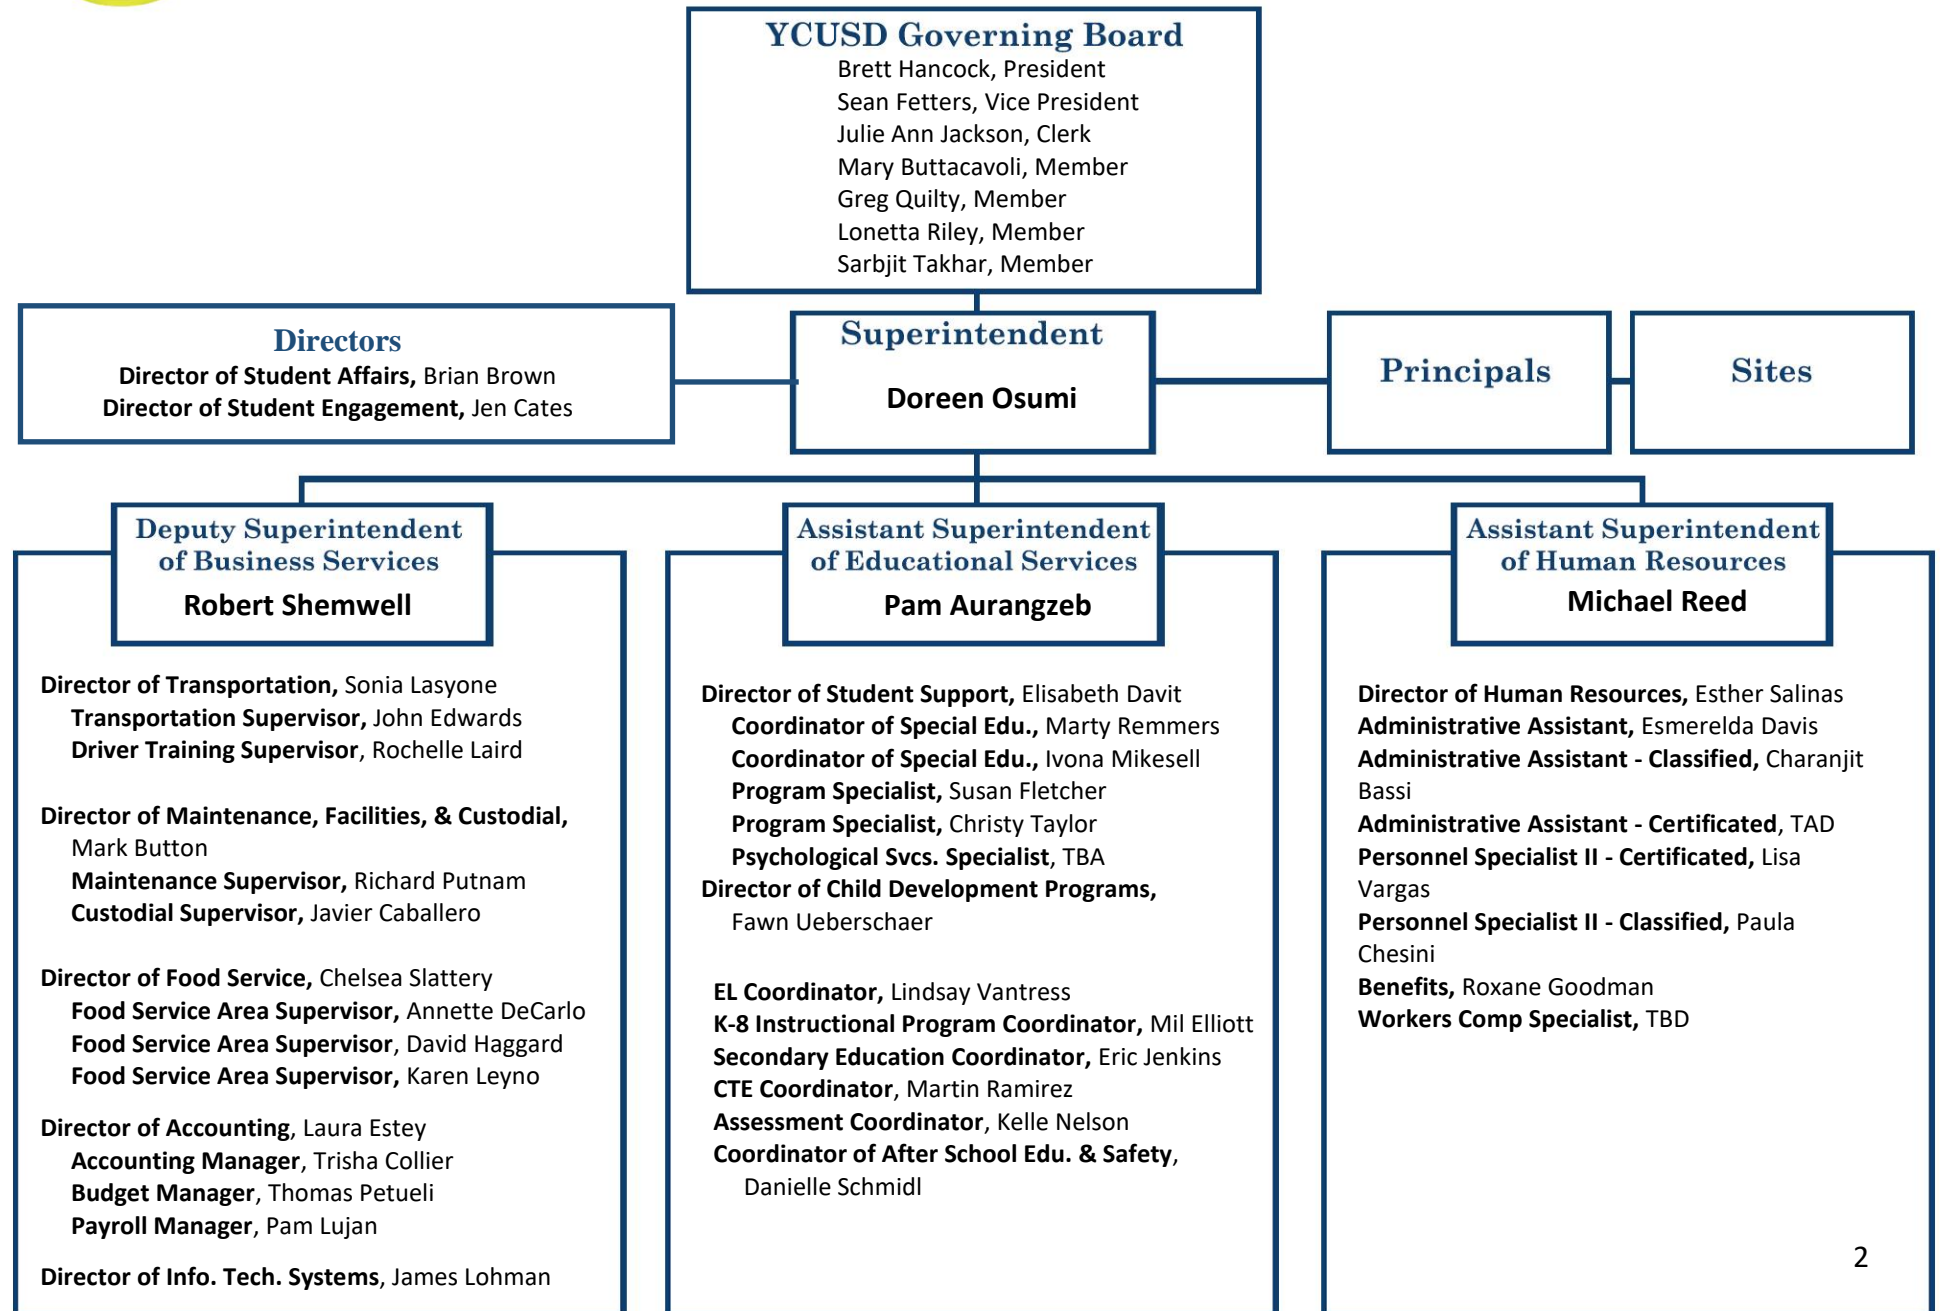 YCUSD Governing Board
Brett Hancock, President
Sean Fetters, Vice President
Julie Ann Jackson, Clerk
Mary Buttacavoli, Member
Greg Quilty, Member
Lonetta Riley, Member
Sarbjit Takhar, Member
Directors
Director of Student Affairs, Brian Brown
Director of Student Engagement, Jen Cates
Superintendent
Doreen Osumi
Principals
Sites
Deputy Superintendent
of Business Services
Robert Shemwell
Director of Transportation, Sonia Lasyone
Transportation Supervisor, John Edwards
Driver Training Supervisor, Rochelle Laird
Director of Maintenance, Facilities, & Custodial,
Mark Button
Maintenance Supervisor, Richard Putnam
Custodial Supervisor, Javier Caballero
Director of Food Service, Chelsea Slattery
Food Service Area Supervisor, Annette DeCarlo
Food Service Area Supervisor, David Haggard
Food Service Area Supervisor, Karen Leyno
Director of Accounting, Laura Estey
Accounting Manager, Trisha Collier
Budget Manager, Thomas Petueli
Payroll Manager, Pam Lujan
Director of Info. Tech. Systems, James Lohman
Assistant Superintendent
of Educational Services
Pam Aurangzeb
Director of Student Support, Elisabeth Davit
Coordinator of Special Edu., Marty Remmers
Coordinator of Special Edu., Ivona Mikesell
Program Specialist, Susan Fletcher
Program Specialist, Christy Taylor
Psychological Svcs. Specialist, TBA
Director of Child Development Programs,
Fawn Ueberschaer
EL Coordinator, Lindsay Vantress
K-8 Instructional Program Coordinator, Mil Elliott
Secondary Education Coordinator, Eric Jenkins
CTE Coordinator, Martin Ramirez
Assessment Coordinator, Kelle Nelson
Coordinator of After School Edu. & Safety,
Danielle Schmidl
Assistant Superintendent
of Human Resources
Michael Reed
Director of Human Resources, Esther Salinas
Administrative Assistant, Esmerelda Davis
Administrative Assistant - Classified, Charanjit
Bassi
Administrative Assistant - Certificated, TAD
Personnel Specialist II - Certificated, Lisa
Vargas
Personnel Specialist II - Classified, Paula
Chesini
Benefits, Roxane Goodman
Workers Comp Specialist, TBD
2